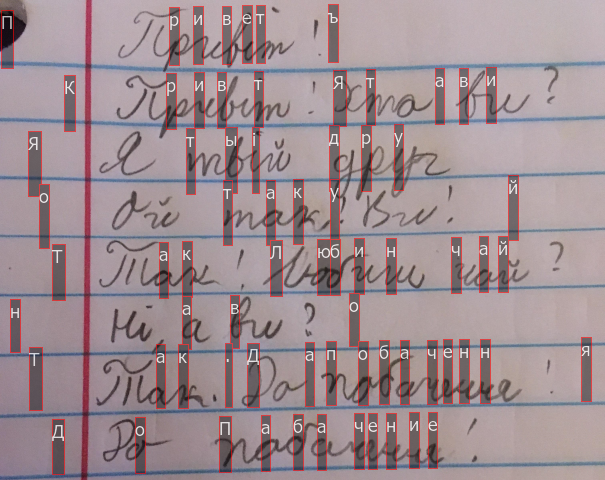 Привіт!
Привіт! Хто ви?
Я твій друг
Ой так! Ви!
Так! Любиш чай?
Ні, а ви?
Так. До побачення!
До побачення!